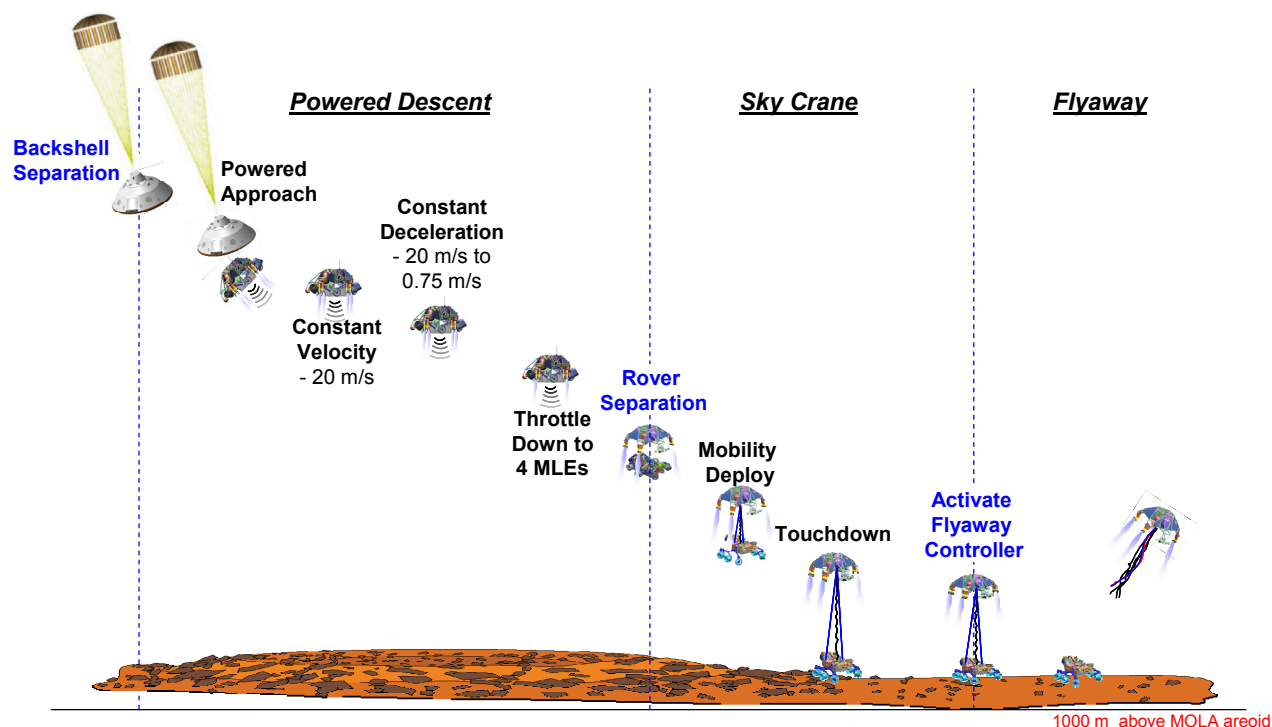 Powered Descent
Sky Crane
Flyaway
Backshell
Separation
Powered
Approach
Constant
Deceleration
- 20 m/s to
0.75 m/s
Constant
Velocity
- 20 m/s
Throttle
Down to
4 MLEs
Rover
Separation
Mobility
Deploy
Touchdown
Activate
Flyaway
Controller
1000 m above MOLA areoid